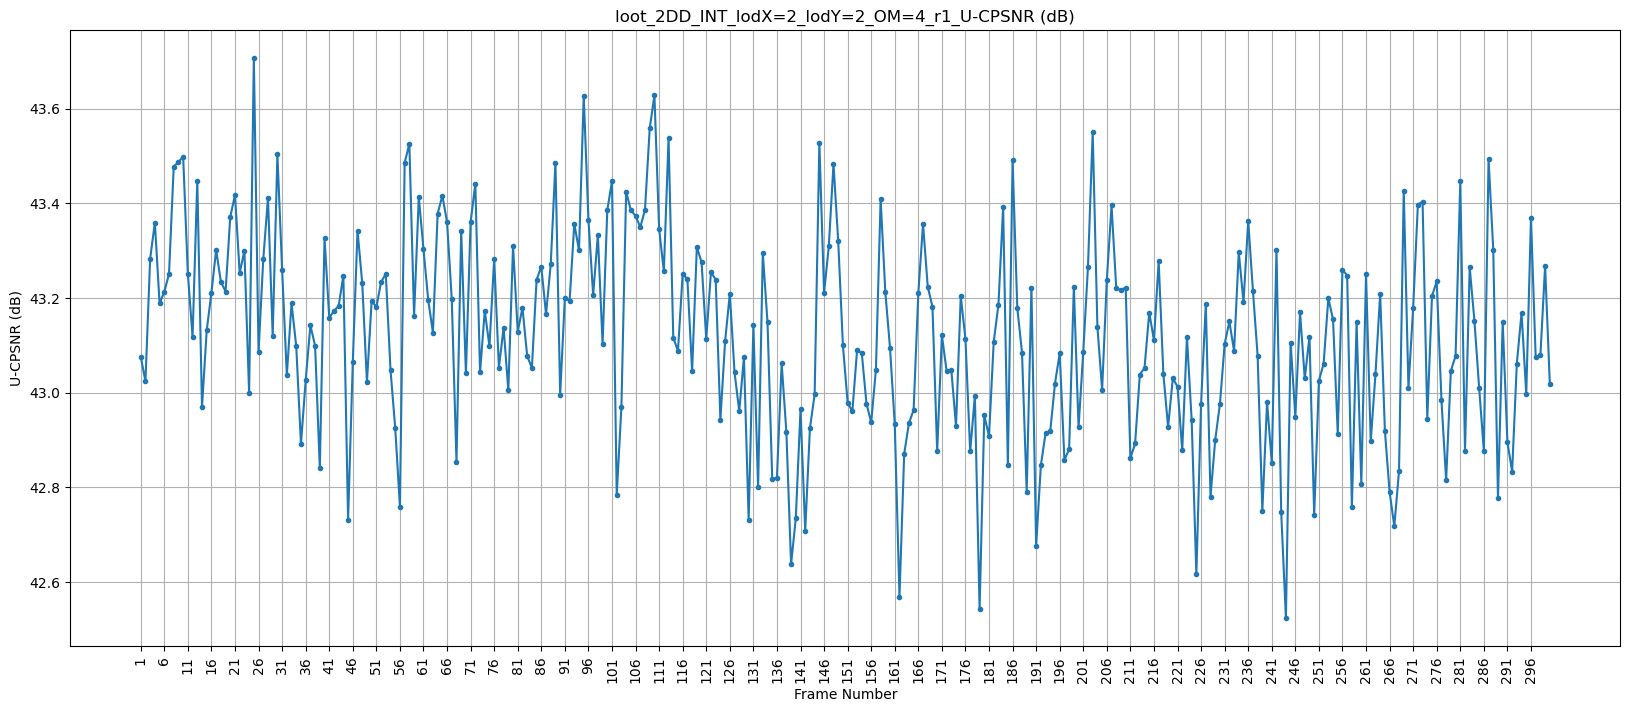 loot_2DD_INT_lodX=2_lodY=2_OM=4_r1_U-CPSNR (dB)
U-CPSNR (dB)
43.6
43.4
43.2
43.0
42.8
42.6
1 6 11 16 21 26 31 36 41 46 51 56 61 66 71 76 81 86 91 96 101 106 111 116 121 126 131 136 141 146 151 156 161 166 171 176 181 186 191 196 201 206 211 216 221 226 231 236 241 246 251 256 261 266 271 276 281 286 291 296
Frame Number